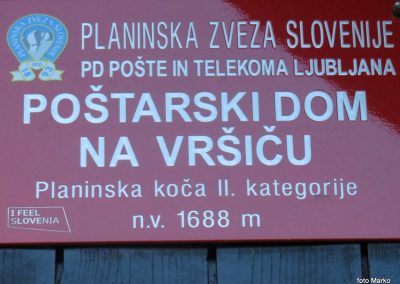 PLANINSKA ZVEZA SLOVENIJE
PD POŠTE IN TELEKOMA LJUBLJANA
POŠTARSKI DOM
NA VRŠIČU
Planinska koča II. kategorije
n.v. 1688 m
I FEEL
SLOVENIA
foto Marko